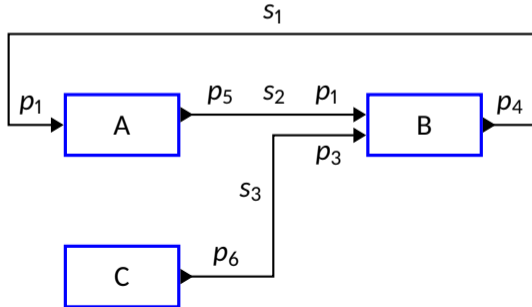 s₁
p₁ A p₅ s₂ p₁ B p₄
p₃
s₃
C p₆